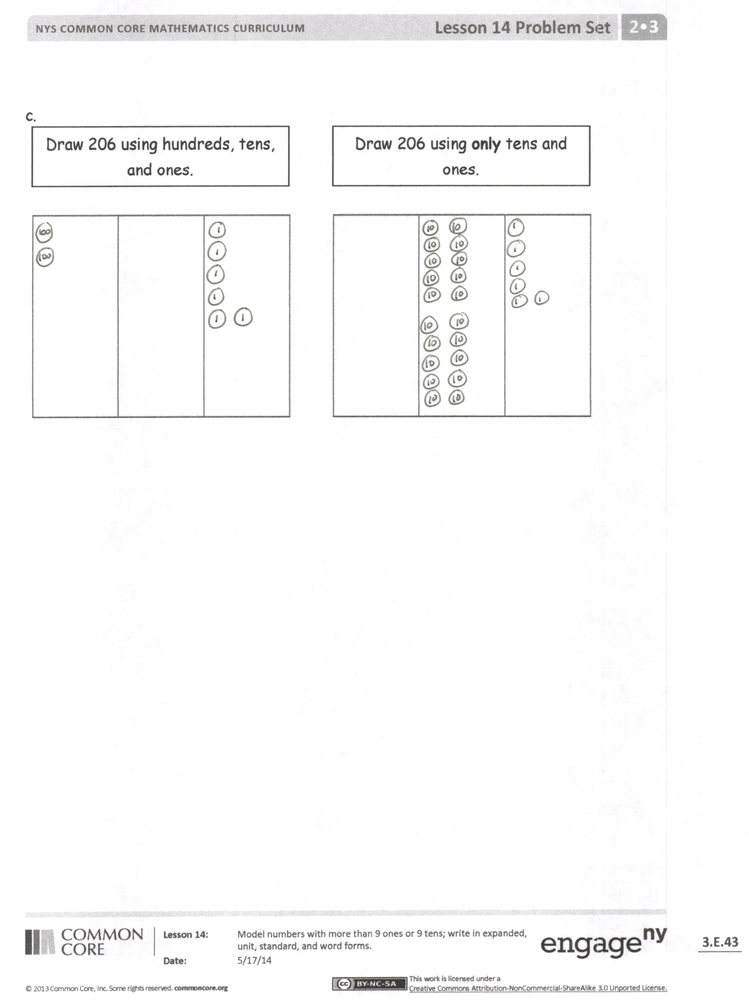 NYS COMMON CORE MATHEMATICS CURRICULUM Lesson 14 Problem Set 2•3
c.
Draw 206 using hundreds, tens,
and ones.
Draw 206 using only tens and
ones.
100 1
100 1
1
1
1 1
10 10 1
10 10 1
10 10 1
10 10 1
10 10 1 1
10 10
10 10
10 10
10 10
10 10
COMMON
CORE
Lesson 14: Model numbers with more than 9 ones or 9 tens; write in expanded,
unit, standard, and word forms.
Date: 5/17/14
engageny
3.E.43
© 2013 Common Core, Inc. Some rights reserved. commoncore.org
cc BY-NC-SA
This work is licensed under a
Creative Commons Attribution-NonCommercial-ShareAlike 3.0 Unported License.